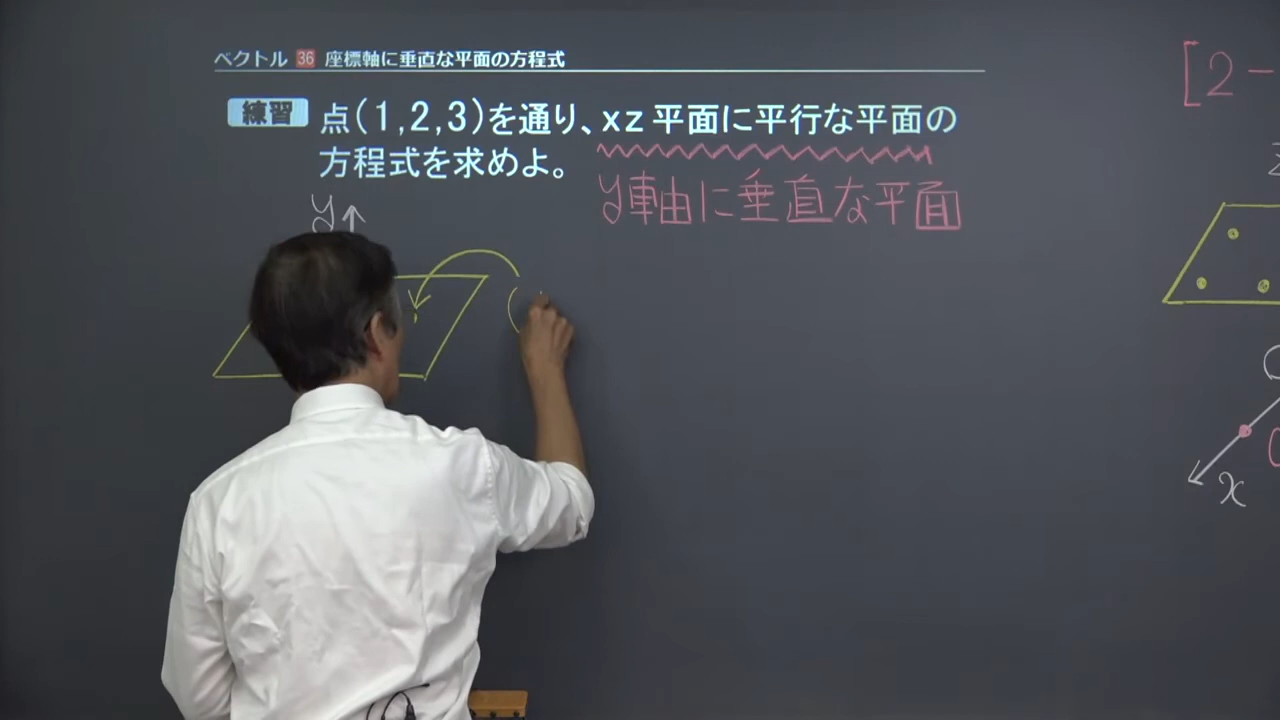 ベクトル 36 座標軸に垂直な平面の方程式
練習 点(1,2,3)を通り、xz平面に平行な平面の
方程式を求めよ。
y軸に垂直な平面
y
[2-
x